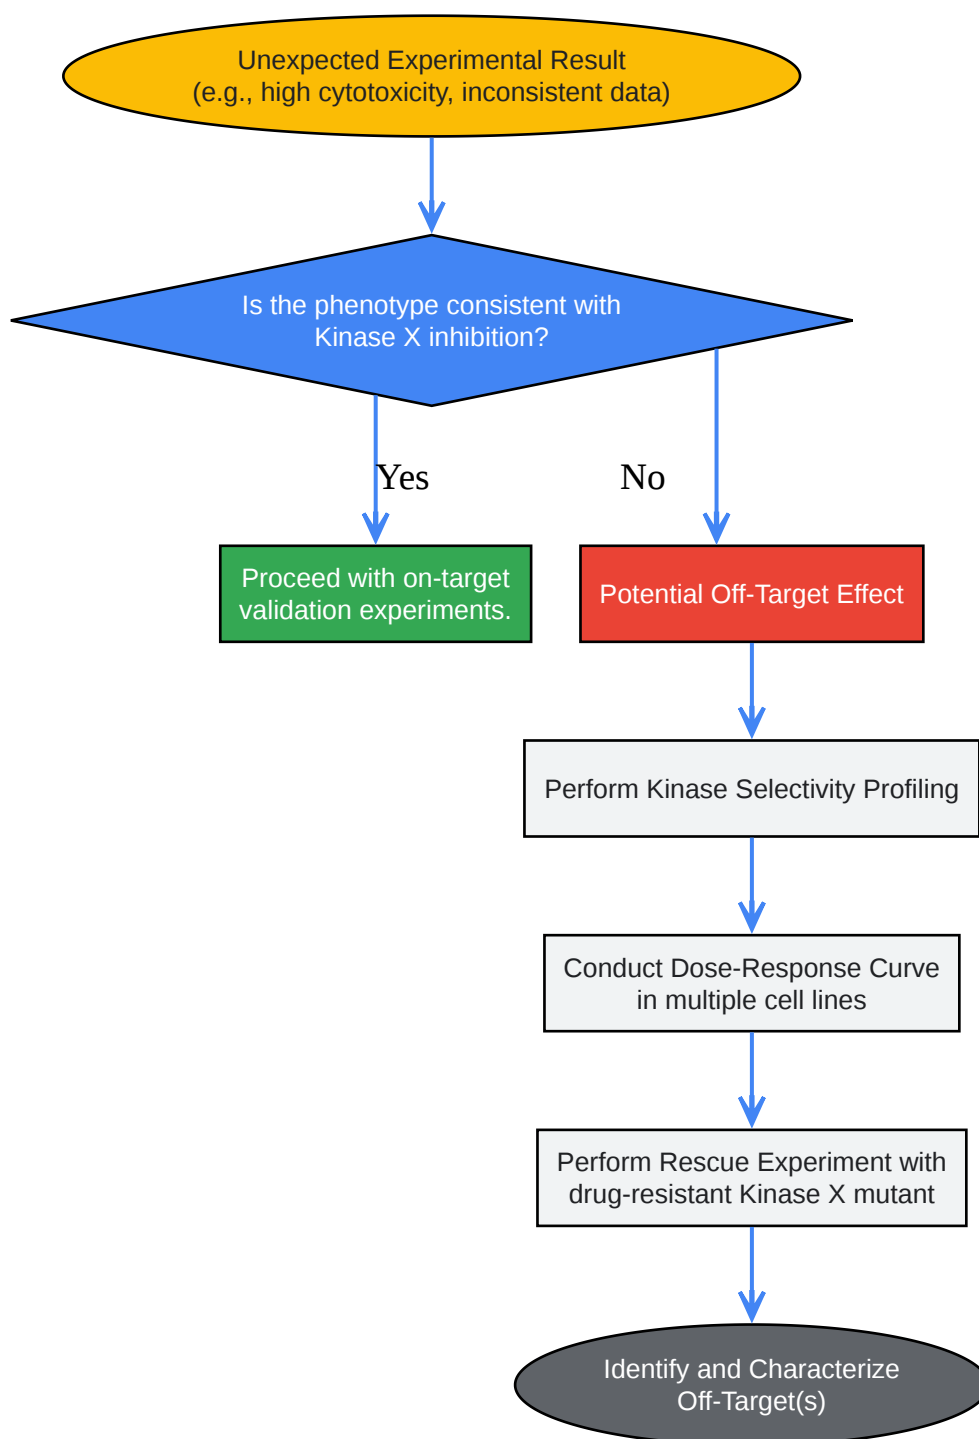 Unexpected Experimental Result
(e.g., high cytotoxicity, inconsistent data)
Is the phenotype consistent with
Kinase X inhibition?
Yes
No
Proceed with on-target
validation experiments.
Potential Off-Target Effect
Perform Kinase Selectivity Profiling
Conduct Dose-Response Curve
in multiple cell lines
Perform Rescue Experiment with
drug-resistant Kinase X mutant
Identify and Characterize
Off-Target(s)